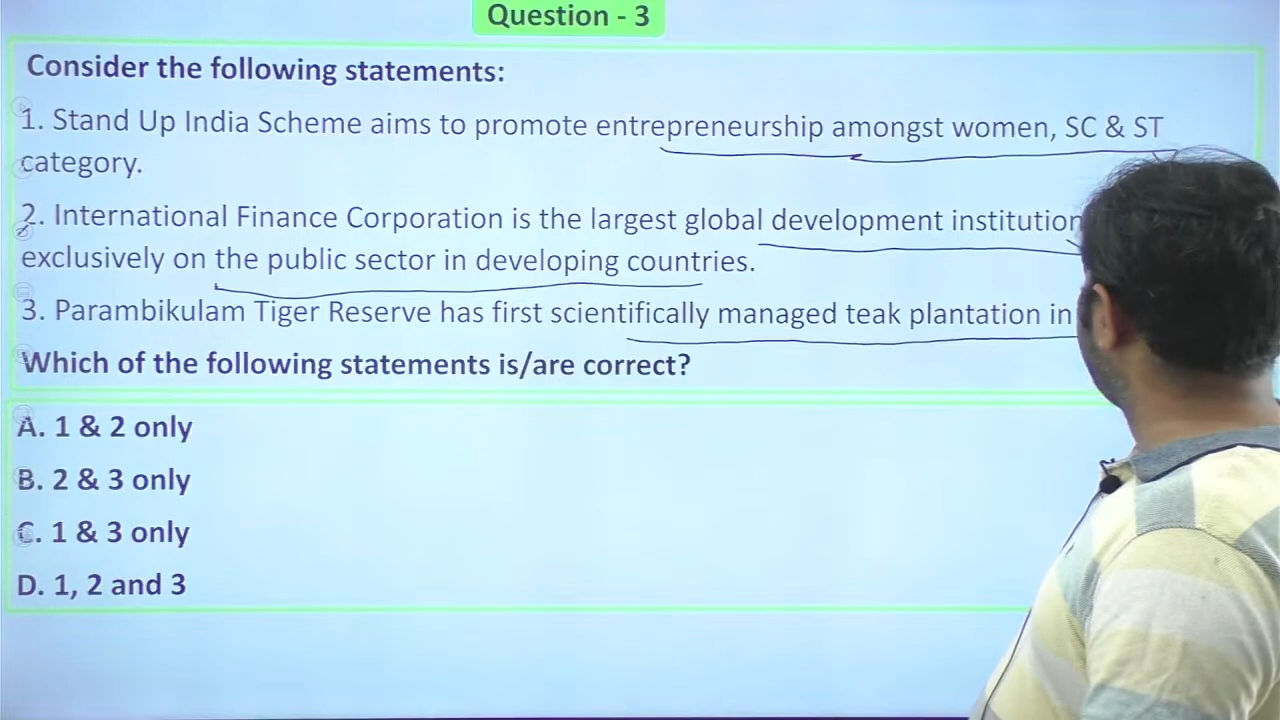 Question - 3
Consider the following statements:
1. Stand Up India Scheme aims to promote entrepreneurship amongst women, SC & ST
category.
2. International Finance Corporation is the largest global development institution
exclusively on the public sector in developing countries.
3. Parambikulam Tiger Reserve has first scientifically managed teak plantation in
Which of the following statements is/are correct?
A. 1 & 2 only
B. 2 & 3 only
C. 1 & 3 only
D. 1, 2 and 3